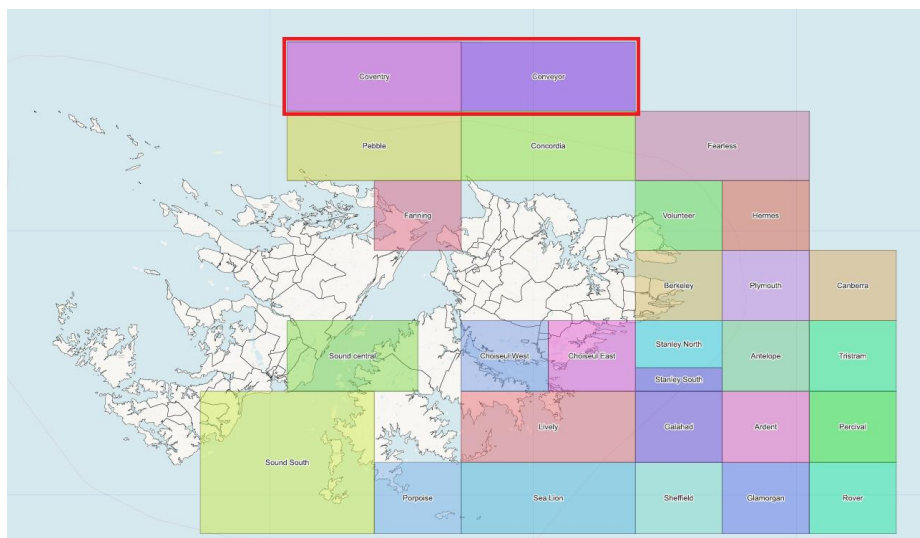 Coventry
Conveyor
Pebble
Concordia
Fearless
Fanning
Volunteer
Hermes
Berkeley
Plymouth
Canberra
Sound central
Choiseul West
Choiseul East
Stanley North
Antelope
Tristram
Stanley South
Lively
Galahad
Ardent
Percival
Sound South
Porpoise
Sea Lion
Sheffield
Glamorgan
Rover